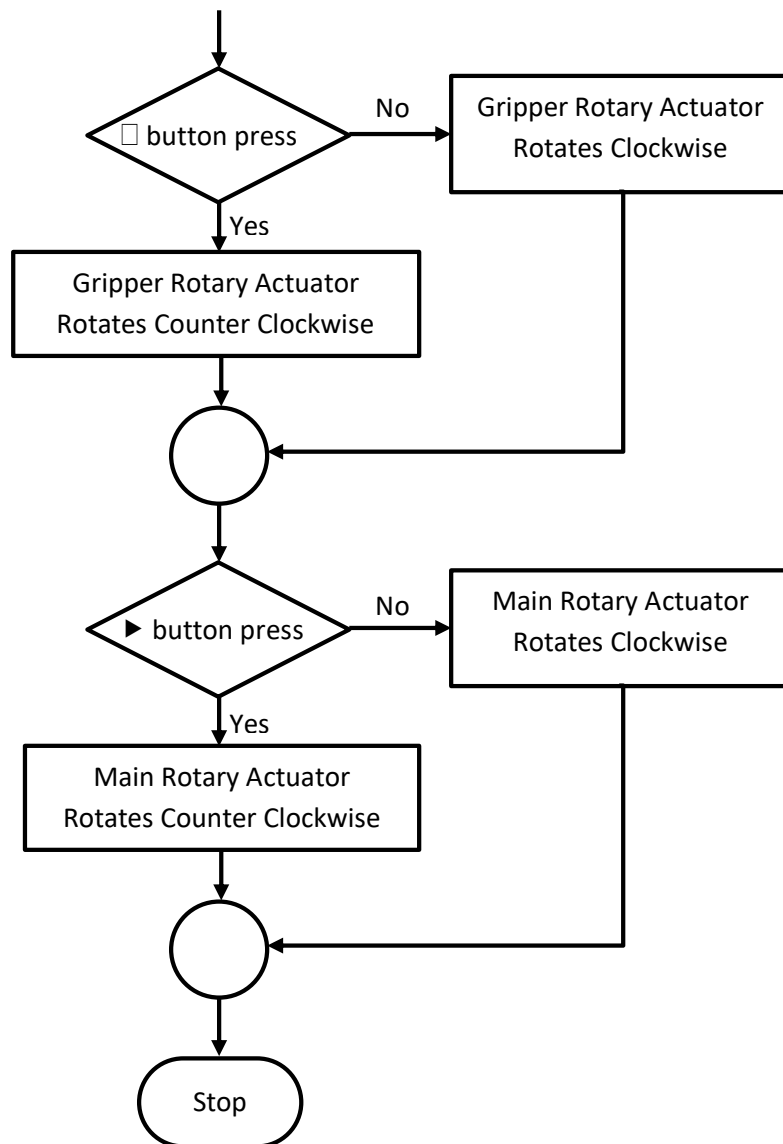 □ button press
No
Gripper Rotary Actuator
Rotates Clockwise
Yes
Gripper Rotary Actuator
Rotates Counter Clockwise
▶ button press
No
Main Rotary Actuator
Rotates Clockwise
Yes
Main Rotary Actuator
Rotates Counter Clockwise
Stop